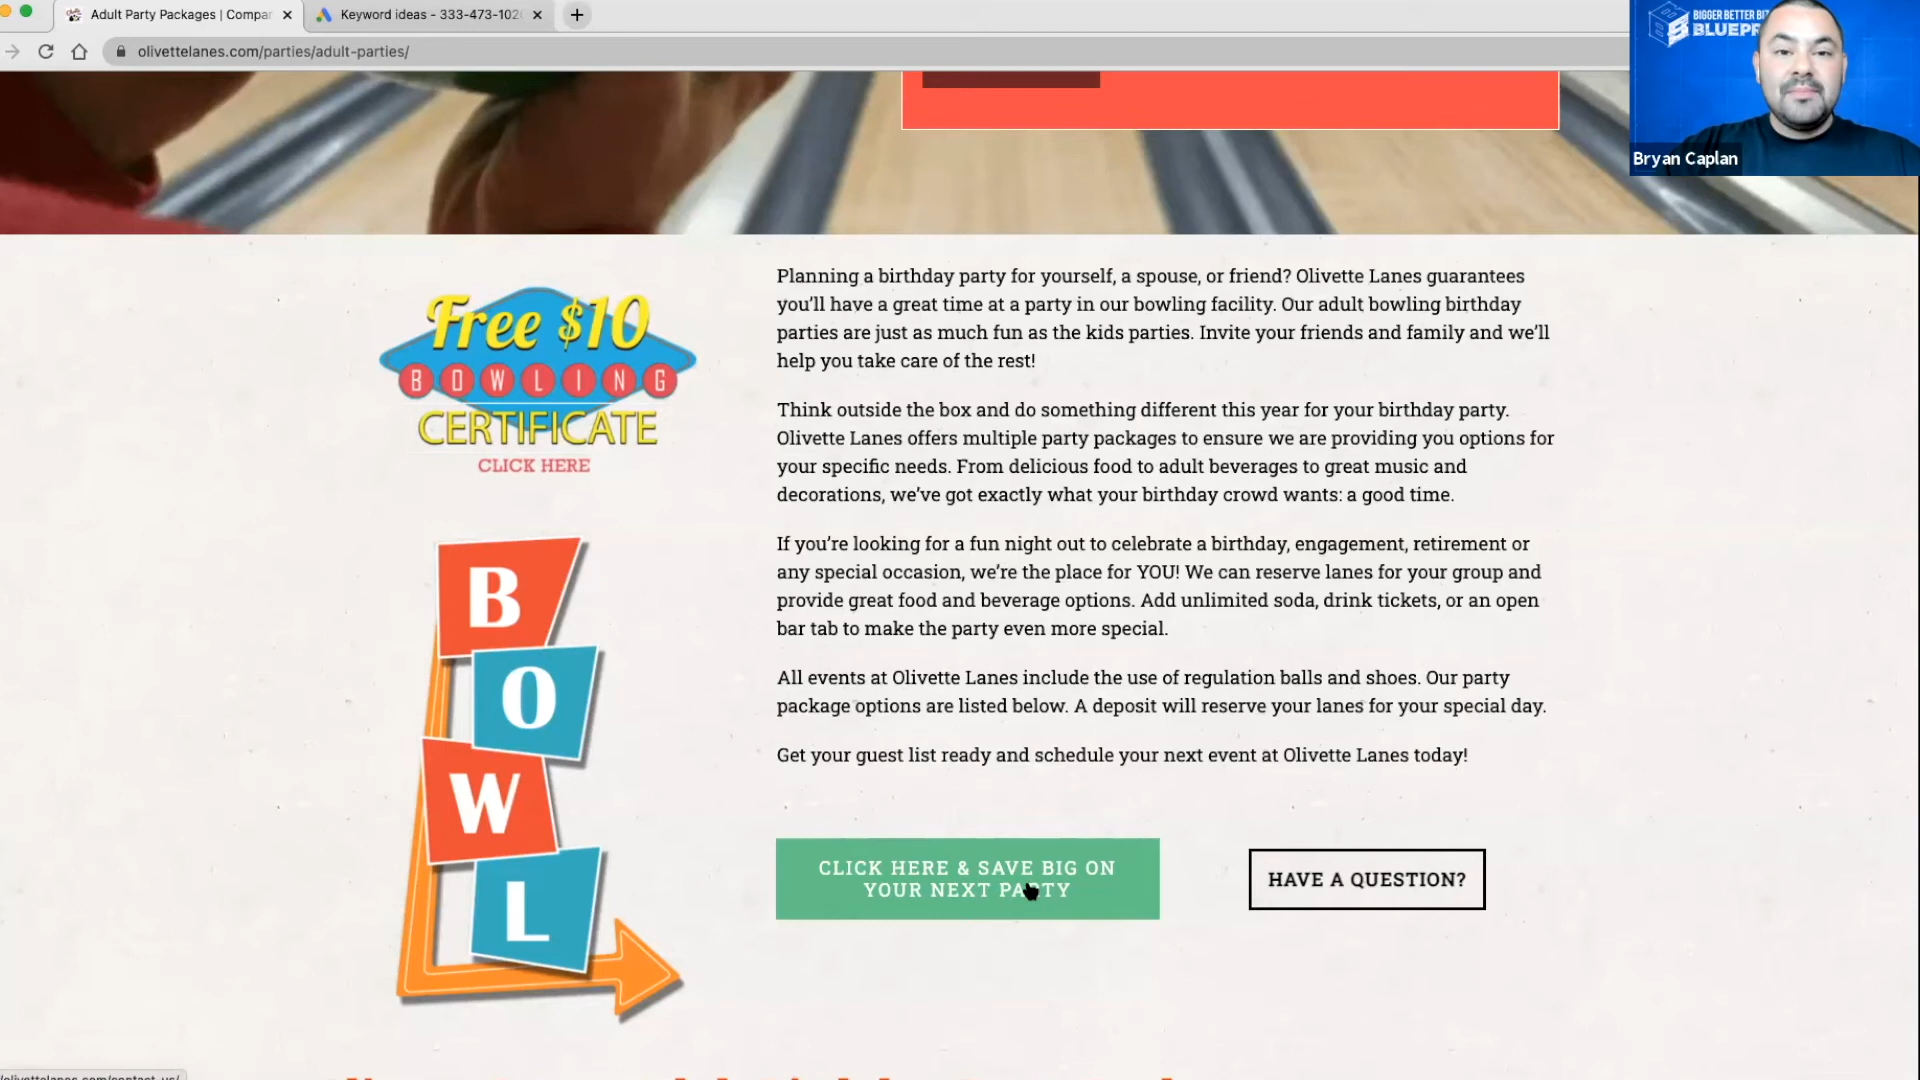 Adult Party Packages | Compar
Keyword ideas - 333-473-102
olivettelanes.com/parties/adult-parties/
BIGGER BETTER BI
BLUEPR
Bryan Caplan
Free $10
BOWLING
CERTIFICATE
CLICK HERE
B
O
W
L
Planning a birthday party for yourself, a spouse, or friend? Olivette Lanes guarantees
you’ll have a great time at a party in our bowling facility. Our adult bowling birthday
parties are just as much fun as the kids parties. Invite your friends and family and we’ll
help you take care of the rest!
Think outside the box and do something different this year for your birthday party.
Olivette Lanes offers multiple party packages to ensure we are providing you options for
your specific needs. From delicious food to adult beverages to great music and
decorations, we’ve got exactly what your birthday crowd wants: a good time.
If you’re looking for a fun night out to celebrate a birthday, engagement, retirement or
any special occasion, we’re the place for YOU! We can reserve lanes for your group and
provide great food and beverage options. Add unlimited soda, drink tickets, or an open
bar tab to make the party even more special.
All events at Olivette Lanes include the use of regulation balls and shoes. Our party
package options are listed below. A deposit will reserve your lanes for your special day.
Get your guest list ready and schedule your next event at Olivette Lanes today!
CLICK HERE & SAVE BIG ON
YOUR NEXT PARTY
HAVE A QUESTION?
/olivettelanes.com/contact-us/